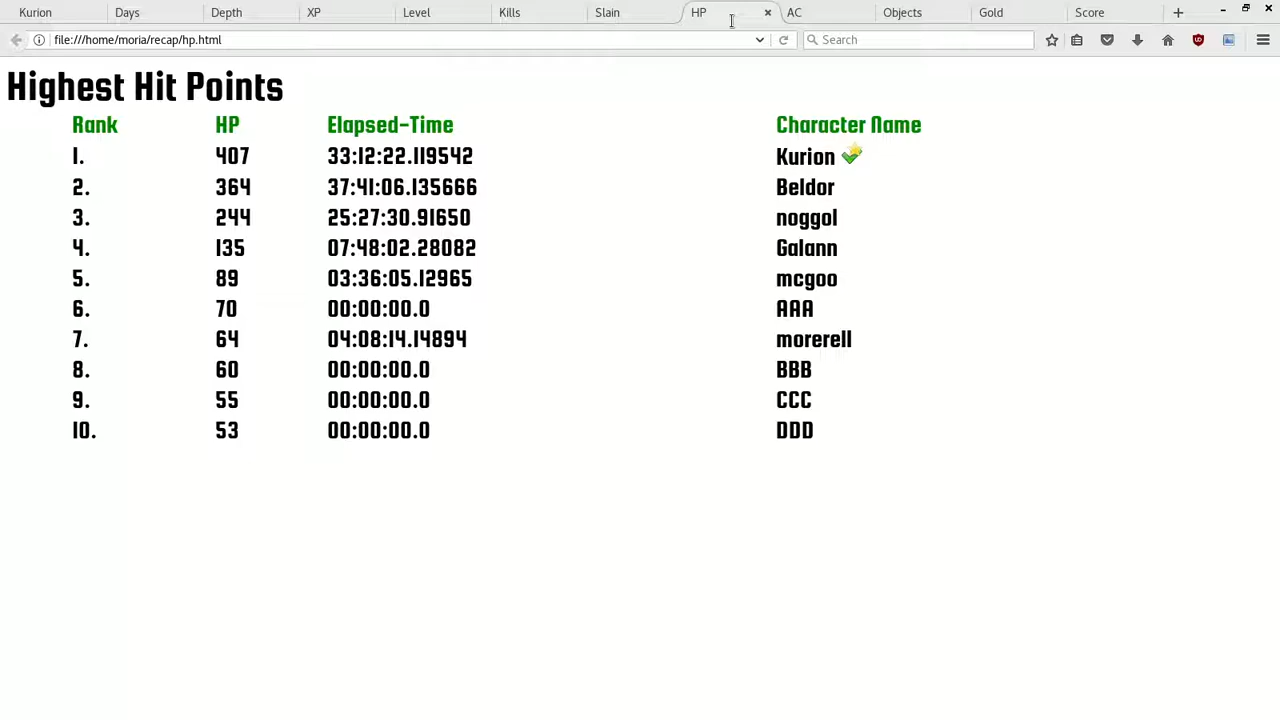 Kurion Days Depth XP Level Kills Slain HP AC Objects Gold Score
file:///home/moria/recap/hp.html Search
Highest Hit Points
Rank HP Elapsed-Time Character Name
1. 407 33:12:22.119542 Kurion
2. 364 37:41:06.135666 Beldor
3. 244 25:27:30.91650 noggol
4. 135 07:48:02.28082 Galann
5. 89 03:36:05.12965 mcgoo
6. 70 00:00:00.0 AAA
7. 64 04:08:14.14894 morerell
8. 60 00:00:00.0 BBB
9. 55 00:00:00.0 CCC
10. 53 00:00:00.0 DDD